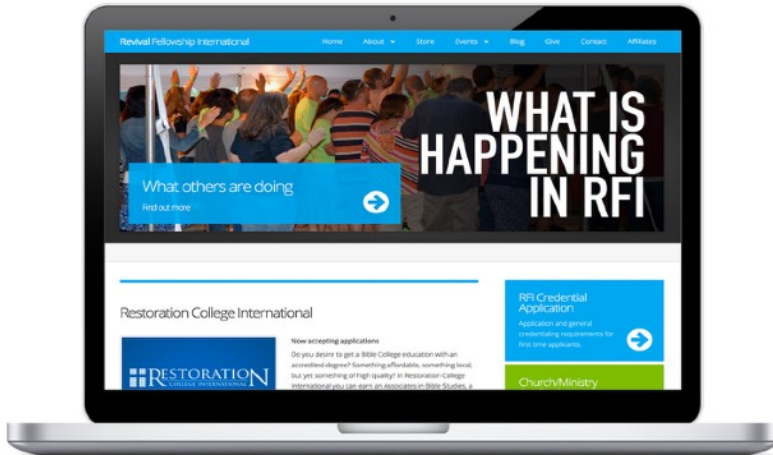 Revival Fellowship International
Home About Store Events Blog Give Contact Affiliates
WHAT IS
HAPPENING
IN RFI
What others are doing
Find out more
Restoration College International
Now accepting applications
Do you desire to get a Bible College education with an
accredited degree? Something affordable, something local,
but yet something of high quality? In Restoration College
International you can earn an Associates in Bible Studies, a
RESTORATION
COLLEGE INTERNATIONAL
RFI Credential
Application
Application and general
credentialing requirements for
first time applicants.
Church/Ministry